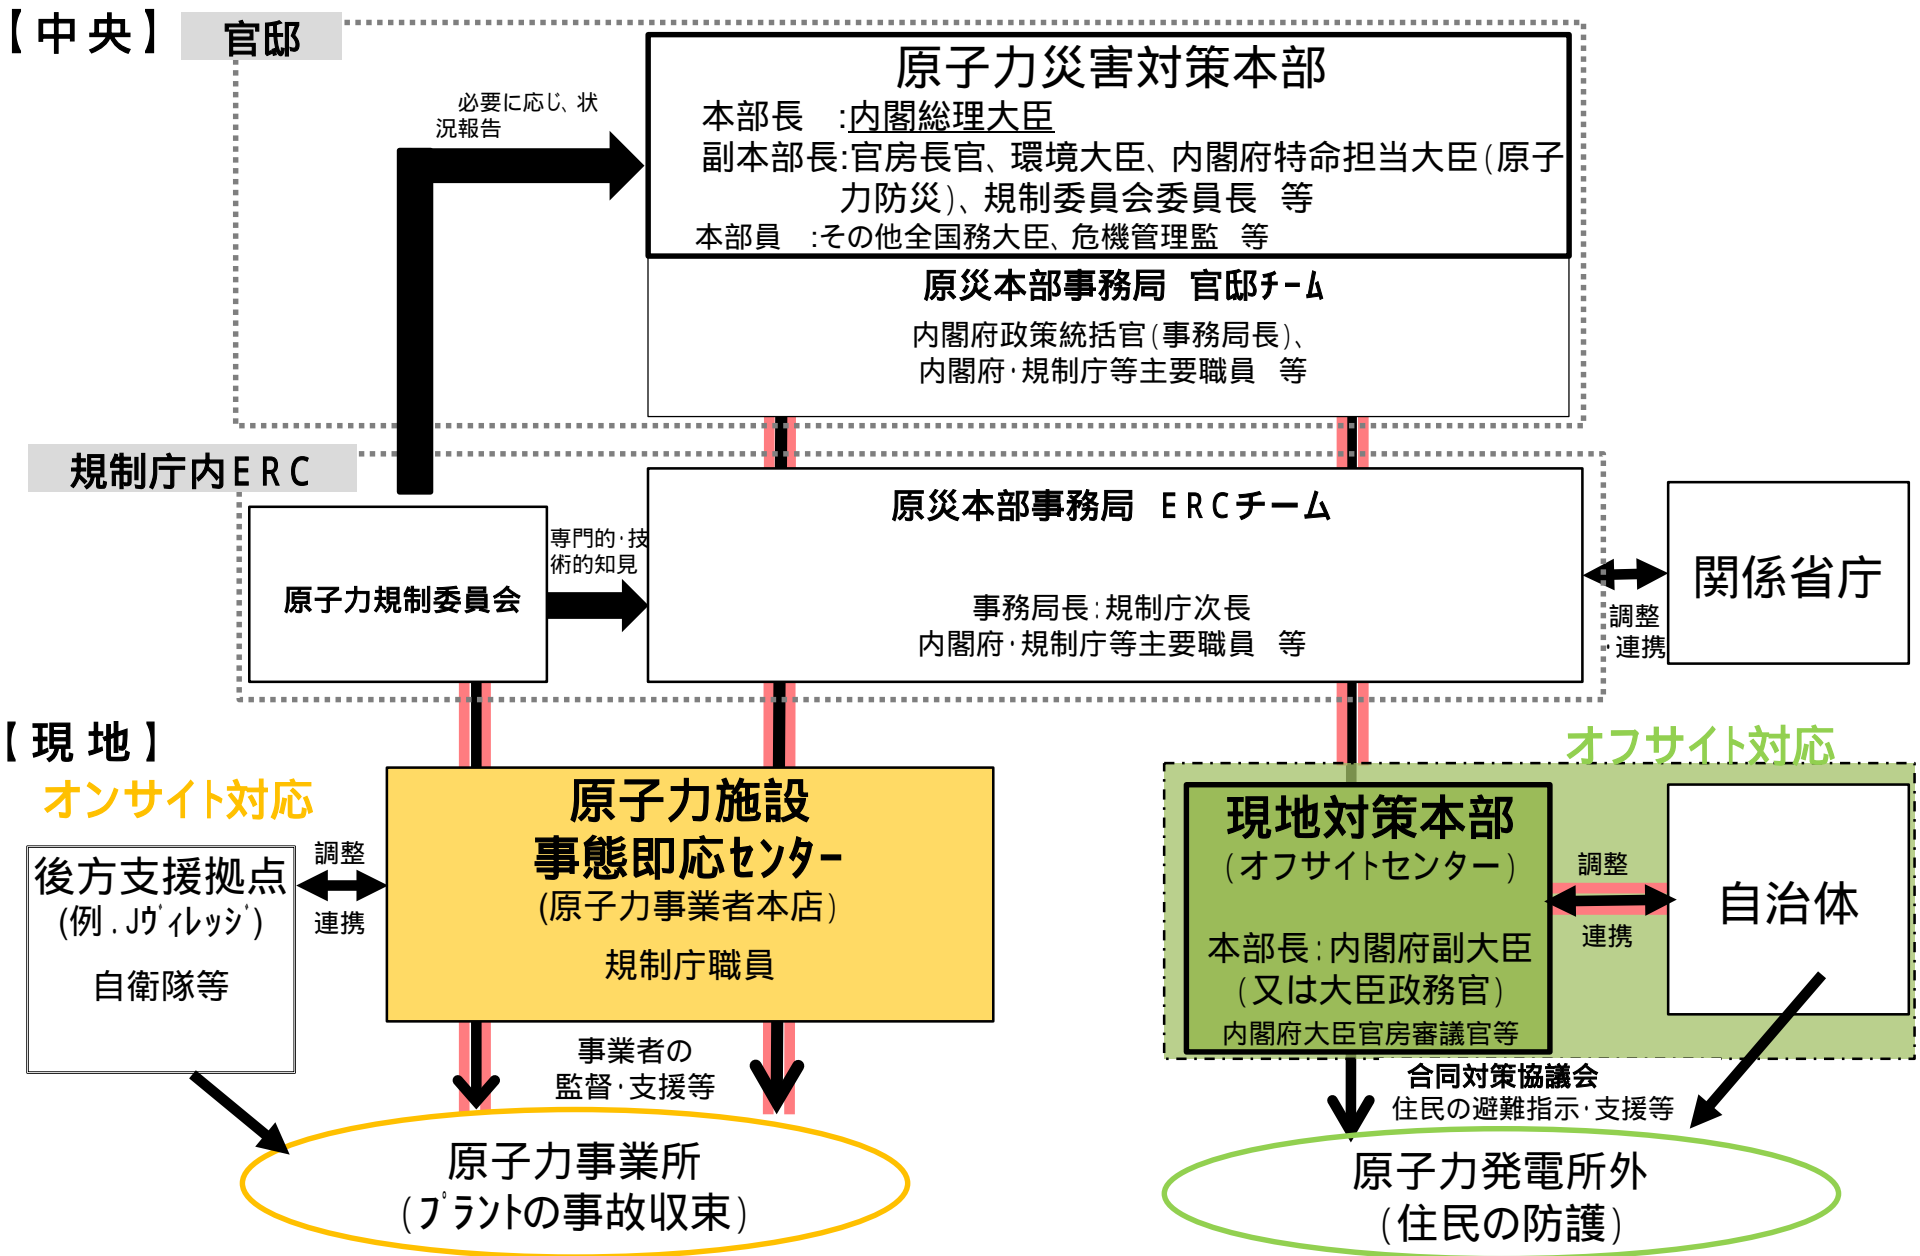 【中央】
官邸
原子力災害対策本部
本部長　:内閣総理大臣
副本部長:官房長官、環境大臣、内閣府特命担当大臣(原子
力防災)、規制委員会委員長　等
本部員　:その他全国務大臣、危機管理監　等
必要に応じ、状
況報告
原災本部事務局　官邸ﾁｰﾑ
内閣府政策統括官(事務局長)、
内閣府・規制庁等主要職員　等
規制庁内ERC
原子力規制委員会
専門的・技
術的知見
原災本部事務局　ERCチーム
事務局長:規制庁次長
内閣府・規制庁等主要職員　等
調整
・連携
関係省庁
【現地】
オンサイト対応
オフサイト対応
後方支援拠点
(例．Jｳﾞｨﾚｯｼﾞ)
自衛隊等
調整
連携
原子力施設
事態即応ｾﾝﾀｰ
(原子力事業者本店)
規制庁職員
事業者の
監督・支援等
原子力事業所
(ﾌﾟﾗﾝﾄの事故収束)
現地対策本部
(オフサイトセンター)
本部長:内閣府副大臣
(又は大臣政務官)
内閣府大臣官房審議官等
調整
連携
自治体
合同対策協議会
住民の避難指示・支援等
原子力発電所外
(住民の防護)